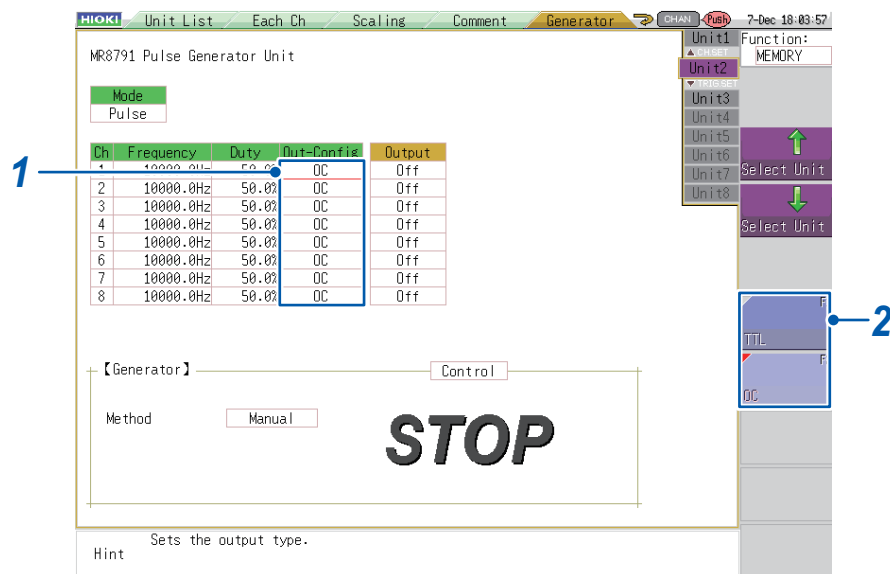 HIOKI Unit List Each Ch Scaling Comment Generator CHAN Push 7-Dec 18:03:57
Unit1 Function:
▲CH.SET MEMORY
MR8791 Pulse Generator Unit
Unit2
▼TRIG.SET
Mode
Unit3
Pulse
Unit4
Unit5
Ch Frequency Duty Out-Config Output
Unit6
1 10000.0Hz 50.0% OC Off
Unit7 Select Unit
2 10000.0Hz 50.0% OC Off
Unit8
3 10000.0Hz 50.0% OC Off
4 10000.0Hz 50.0% OC Off
Select Unit
5 10000.0Hz 50.0% OC Off
6 10000.0Hz 50.0% OC Off
7 10000.0Hz 50.0% OC Off
8 10000.0Hz 50.0% OC Off
1
F
2
TTL
F
OC
【Generator】 Control
Method Manual
STOP
Sets the output type.
Hint